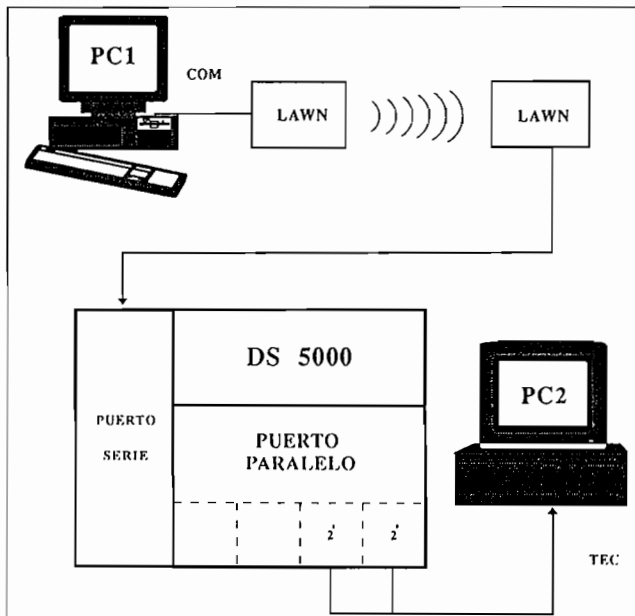 PC1
COM
LAWN
LAWN
DS 5000
PUERTO
SERIE
PUERTO
PARALELO
PC2
TEC